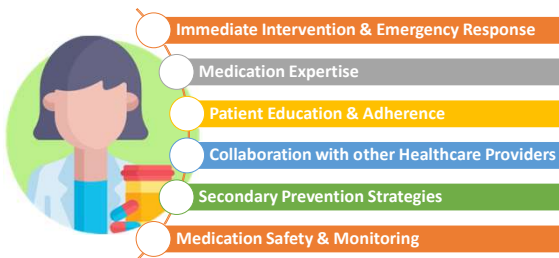 Immediate Intervention & Emergency Response
Medication Expertise
Patient Education & Adherence
Collaboration with other Healthcare Providers
Secondary Prevention Strategies
Medication Safety & Monitoring